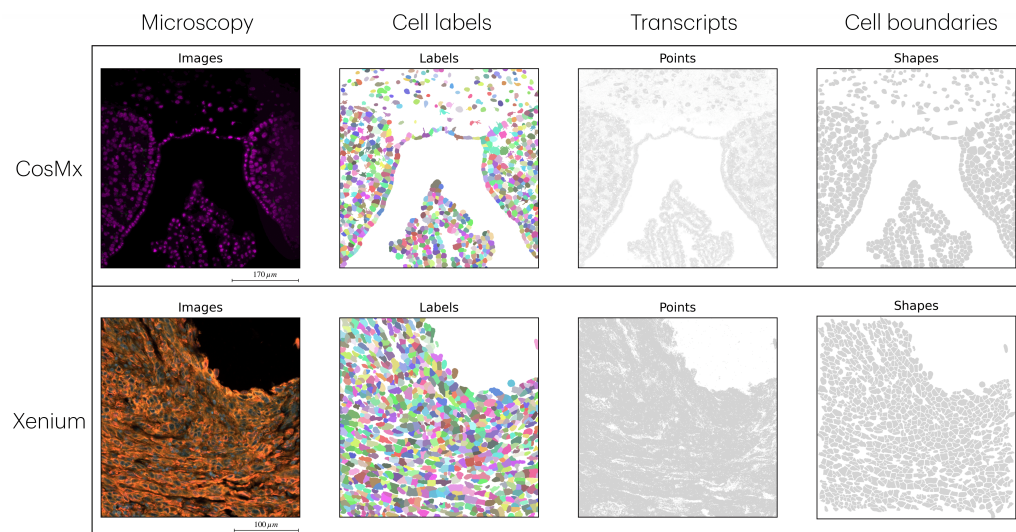 Microscopy Cell labels Transcripts Cell boundaries
Images Labels Points Shapes
CosMx
170 μm
Images Labels Points Shapes
Xenium
100 μm